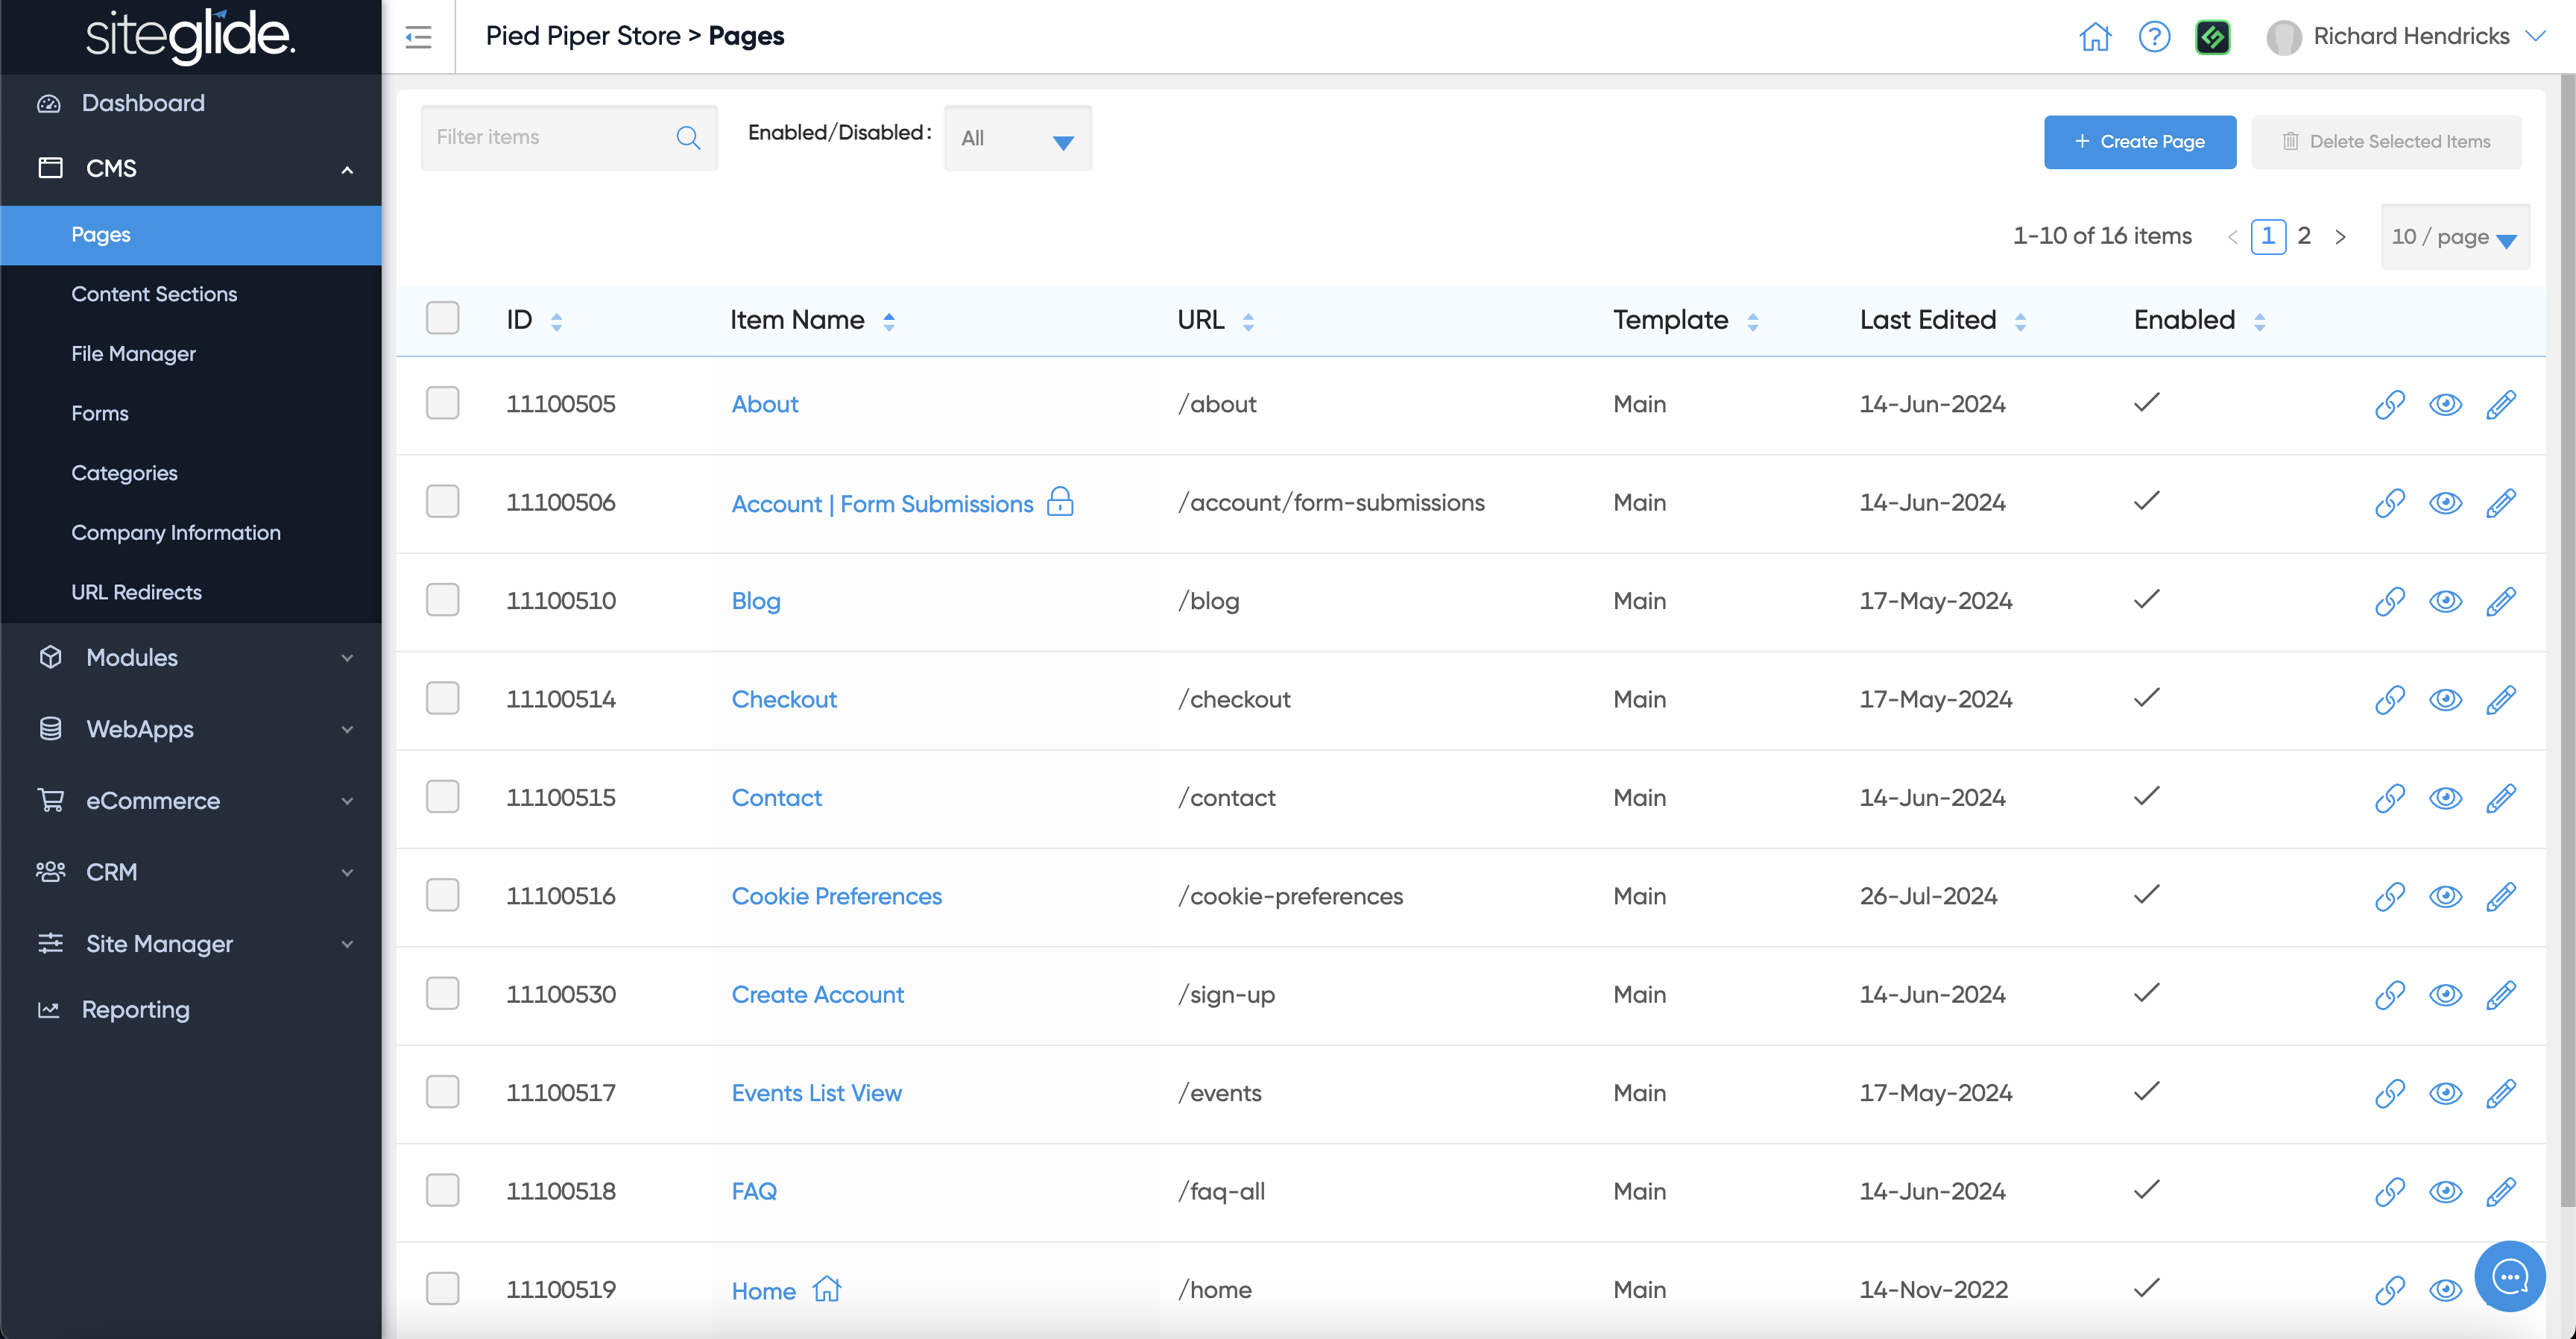 siteglide.
Pied Piper Store > Pages
Richard Hendricks
Dashboard
CMS
Pages
Content Sections
File Manager
Forms
Categories
Company Information
URL Redirects
Modules
WebApps
eCommerce
CRM
Site Manager
Reporting
Filter items
Enabled/Disabled: All
+ Create Page
Delete Selected Items
1-10 of 16 items < 1 2 > 10 / page
ID Item Name URL Template Last Edited Enabled
11100505 About /about Main 14-Jun-2024
11100506 Account | Form Submissions /account/form-submissions Main 14-Jun-2024
11100510 Blog /blog Main 17-May-2024
11100514 Checkout /checkout Main 17-May-2024
11100515 Contact /contact Main 14-Jun-2024
11100516 Cookie Preferences /cookie-preferences Main 26-Jul-2024
11100530 Create Account /sign-up Main 14-Jun-2024
11100517 Events List View /events Main 17-May-2024
11100518 FAQ /faq-all Main 14-Jun-2024
11100519 Home /home Main 14-Nov-2022